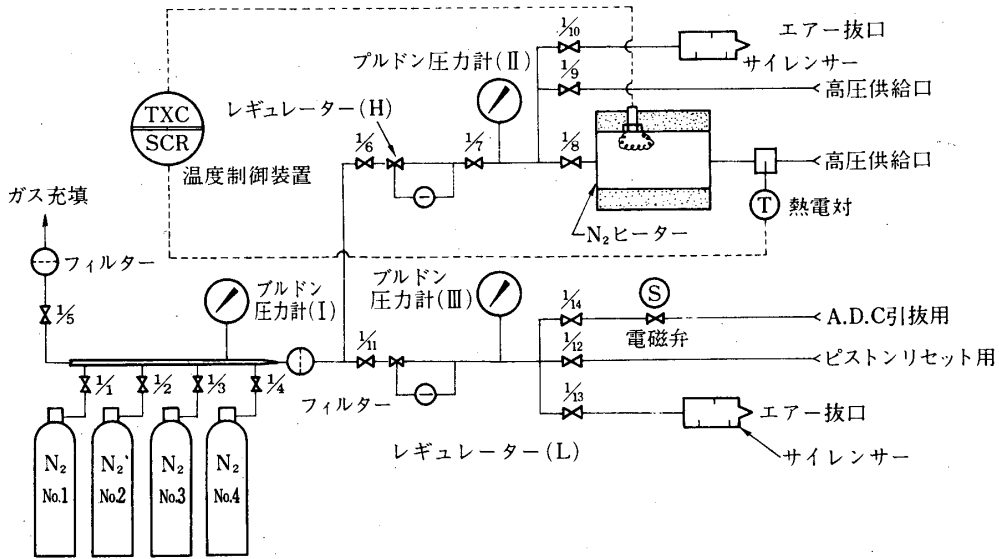 1/10
エアー抜口
サイレンサー
プルドン圧力計(II)
1/9
高圧供給口
TXC
SCR
温度制御装置
レギュレーター(H)
1/6
1/7
1/8
高圧供給口
T
熱電対
N₂ヒーター
ガス充填
フィルター
1/5
ブルドン
圧力計(I)
ブルドン
圧力計(III)
1/14
S
電磁弁
A.D.C引抜用
1/11
1/12
ピストンリセット用
1/1
1/2
1/3
1/4
フィルター
1/13
エアー抜口
サイレンサー
レギュレーター(L)
N₂
No.1
N₂
No.2
N₂
No.3
N₂
No.4